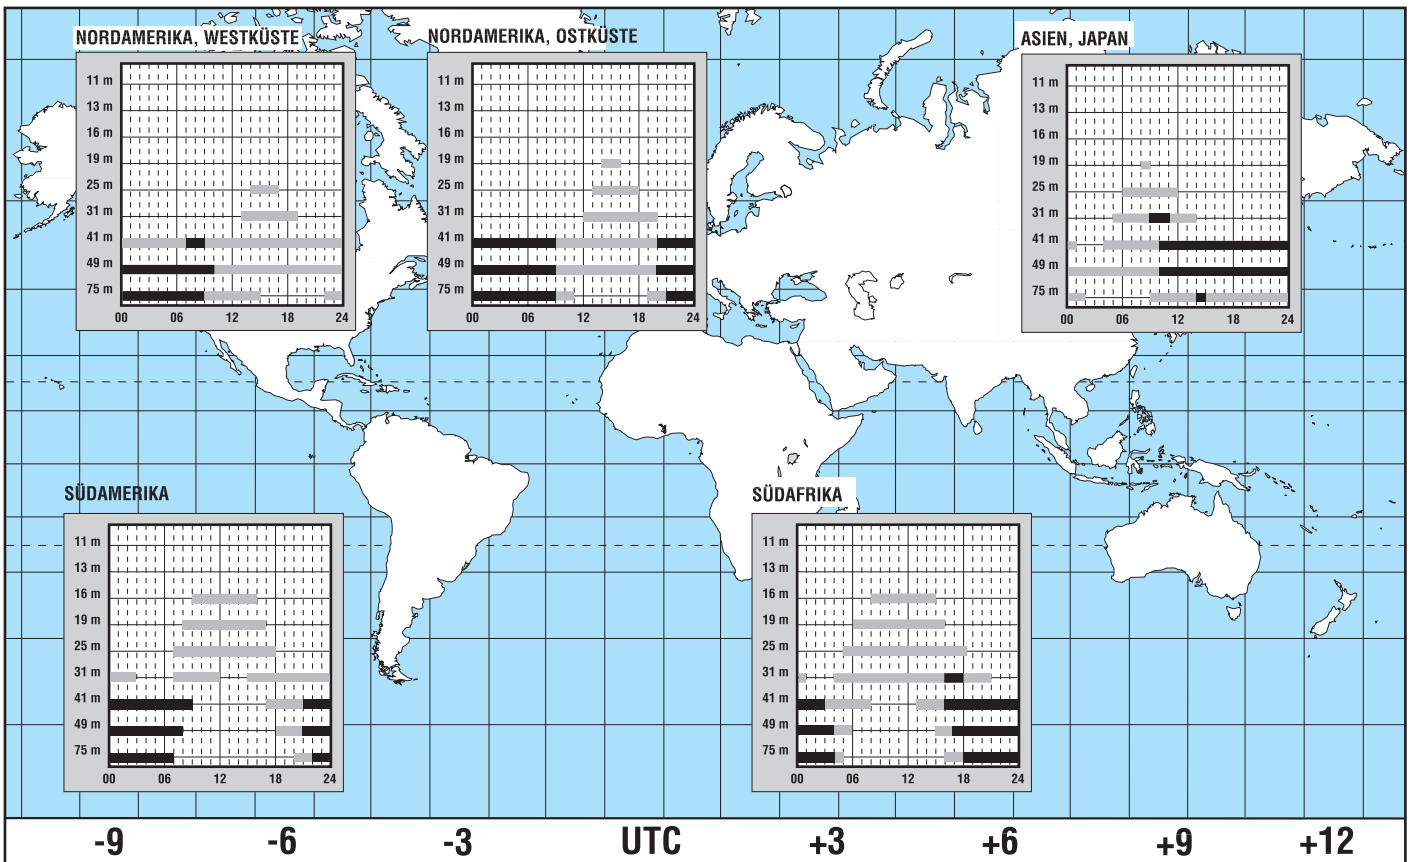 NORDAMERIKA, WESTKÜSTE
11 m
13 m
16 m
19 m
25 m
31 m
41 m
49 m
75 m
00 06 12 18 24
NORDAMERIKA, OSTKÜSTE
11 m
13 m
16 m
19 m
25 m
31 m
41 m
49 m
75 m
00 06 12 18 24
ASIEN, JAPAN
11 m
13 m
16 m
19 m
25 m
31 m
41 m
49 m
75 m
00 06 12 18 24
SÜDAMERIKA
11 m
13 m
16 m
19 m
25 m
31 m
41 m
49 m
75 m
00 06 12 18 24
SÜDAFRIKA
11 m
13 m
16 m
19 m
25 m
31 m
41 m
49 m
75 m
00 06 12 18 24
-9 -6 -3 UTC +3 +6 +9 +12